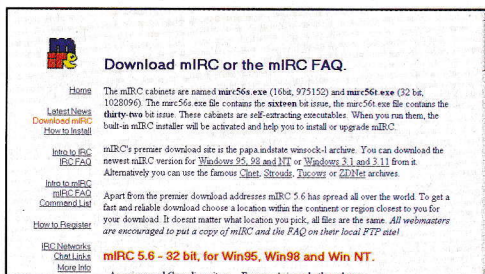 Download mIRC or the mIRC FAQ.
Home
Latest News
Download mIRC
How to Install
Intro to IRC
IRC FAQ
Intro to mIRC
mIRC FAQ
Command List
How to Register
IRC Networks
Chat Links
More Info
The mIRC cabinets are named mirc56s.exe (16bit, 975152) and mirc56t.exe (32 bit,
1028096). The mirc56s.exe file contains the sixteen bit issue, the mirc56t.exe file contains the
thirty-two bit issue. These cabinets are self-extracting executables. When you run them, the
built-in mIRC installer will be activated and help you to install or upgrade mIRC.
mIRC's premier download site is the papa.indstate winsock-l archive. You can download the
newest mIRC version for Windows 95, 98 and NT or Windows 3.1 and 3.11 from it.
Alternatively you can use the famous C|net, Strouds, Tucows or ZDNet archives.
Apart from the premier download addresses mIRC 5.6 has spread all over the world. To get a
fast and reliable download choose a location within the continent or region closest to you for
your download. It doesnt matter what location you pick, all files are the same. All webmasters
are encouraged to put a copy of mIRC and the FAQ on their local FTP site!
mIRC 5.6 - 32 bit, for Win95, Win98 and Win NT.